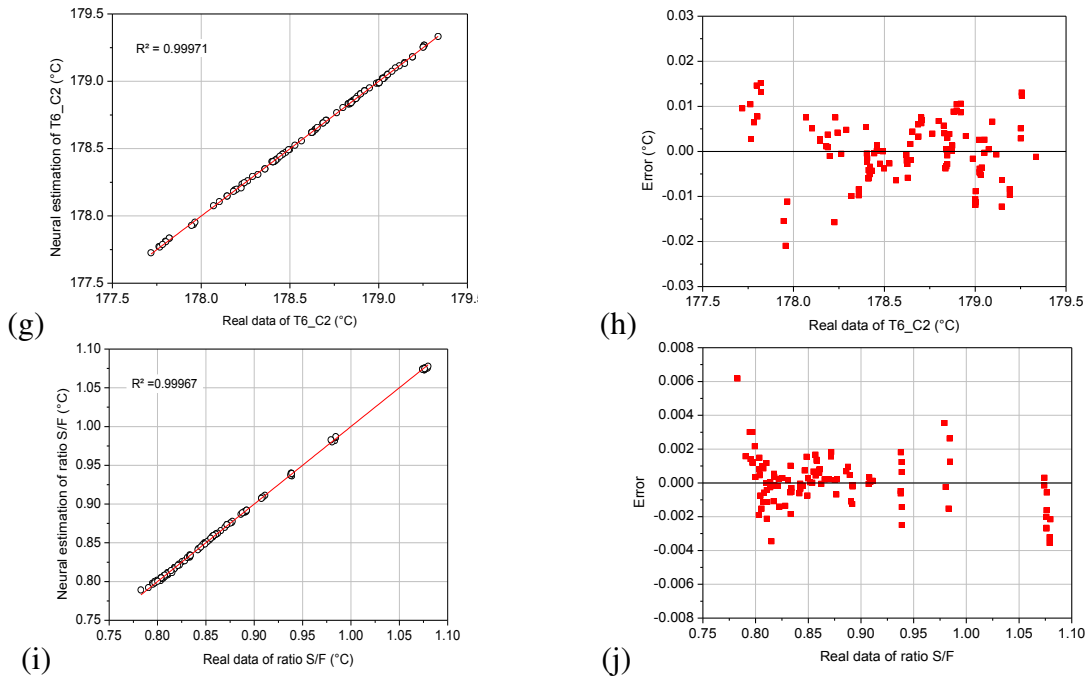 179.5
179.0
178.5
178.0
177.5
R² = 0.99971
Neural estimation of T6_C2 (°C)
177.5 178.0 178.5 179.0 179.5
Real data of T6_C2 (°C)
(g)
0.03
0.02
0.01
0.00
-0.01
-0.02
-0.03
Error (°C)
177.5 178.0 178.5 179.0 179.5
Real data of T6_C2 (°C)
(h)
1.10
1.05
1.00
0.95
0.90
0.85
0.80
0.75
R² =0.99967
Neural estimation of ratio S/F (°C)
0.75 0.80 0.85 0.90 0.95 1.00 1.05 1.10
Real data of ratio S/F (°C)
(i)
0.008
0.006
0.004
0.002
0.000
-0.002
-0.004
-0.006
-0.008
Error
0.75 0.80 0.85 0.90 0.95 1.00 1.05 1.10
Real data of ratio S/F
(j)